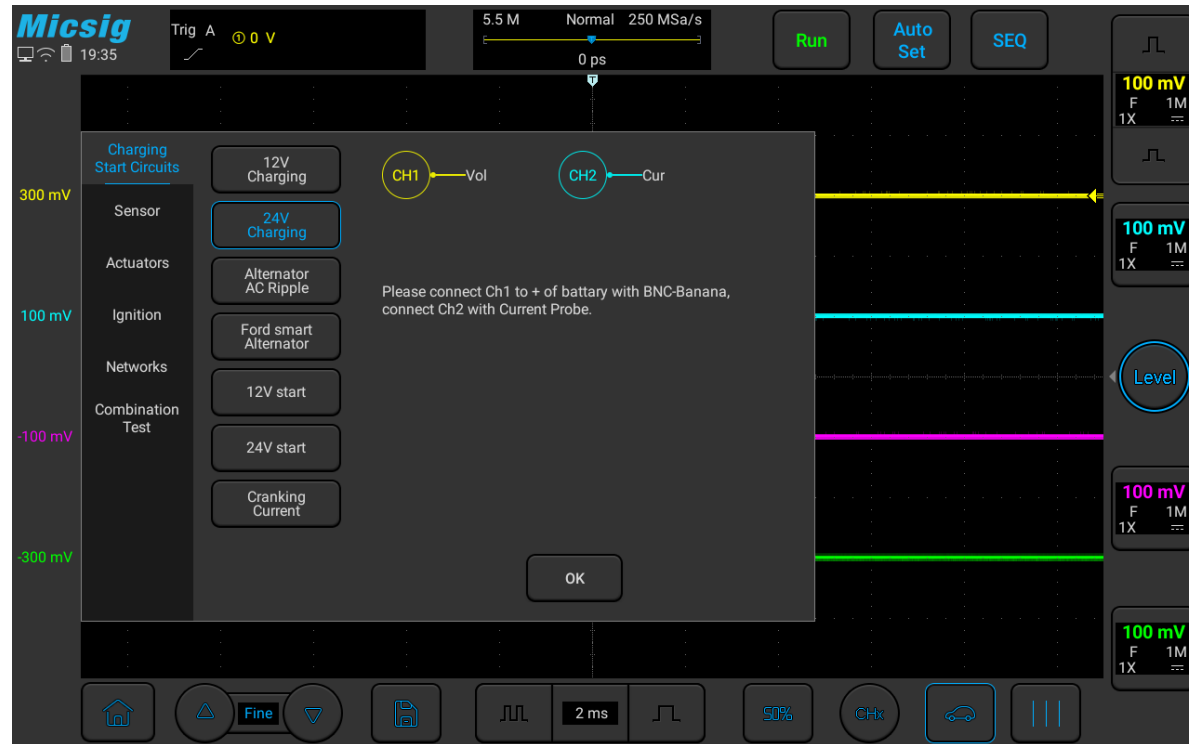 Micsig
19:35
Trig A ① 0 V
5.5 M Normal 250 MSa/s
0 ps
T
Run
Auto
Set
SEQ
100 mV
F 1M
1X
300 mV
100 mV
-100 mV
-300 mV
Charging
Start Circuits
Sensor
Actuators
Ignition
Networks
Combination
Test
12V
Charging
24V
Charging
Alternator
AC Ripple
Ford smart
Alternator
12V start
24V start
Cranking
Current
CH1 Vol
CH2 Cur
Please connect Ch1 to + of battary with BNC-Banana,
connect Ch2 with Current Probe.
OK
100 mV
F 1M
1X
Level
100 mV
F 1M
1X
100 mV
F 1M
1X
Fine
2 ms
50%
CHx